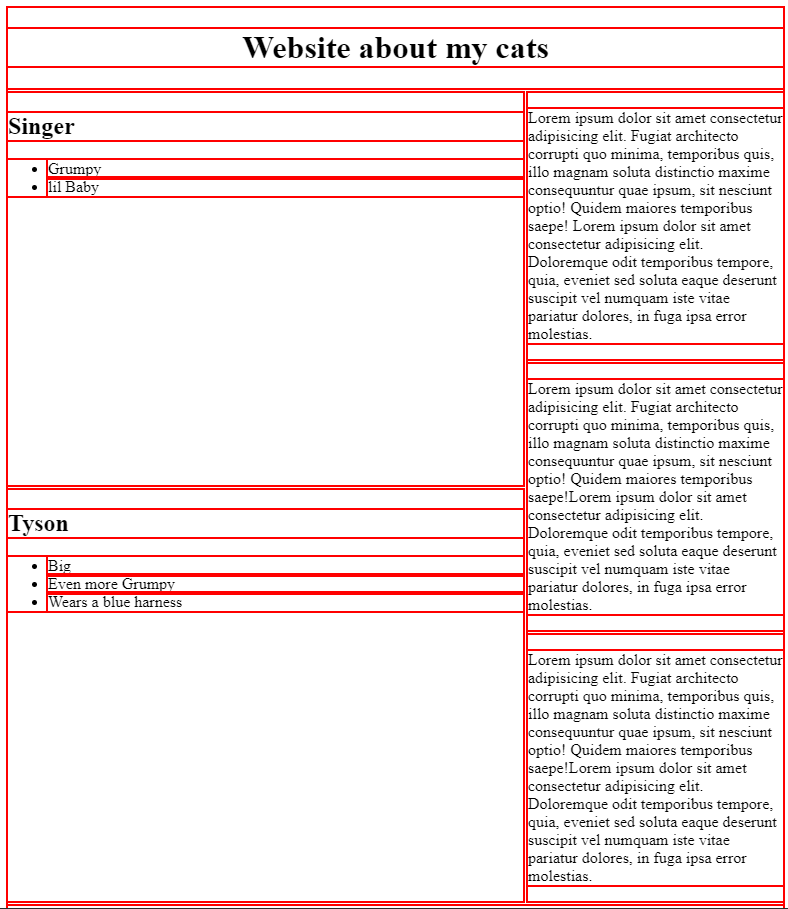 Website about my cats
Singer
Grumpy
lil Baby
Tyson
Big
Even more Grumpy
Wears a blue harness
Lorem ipsum dolor sit amet consectetur
adipisicing elit. Fugiat architecto
corrupti quo minima, temporibus quis,
illo magnam soluta distinctio maxime
consequuntur quae ipsum, sit nesciunt
optio! Quidem maiores temporibus
saepe! Lorem ipsum dolor sit amet
consectetur adipisicing elit.
Doloremque odit temporibus tempore,
quia, eveniet sed soluta eaque deserunt
suscipit vel numquam iste vitae
pariatur dolores, in fuga ipsa error
molestias.
Lorem ipsum dolor sit amet consectetur
adipisicing elit. Fugiat architecto
corrupti quo minima, temporibus quis,
illo magnam soluta distinctio maxime
consequuntur quae ipsum, sit nesciunt
optio! Quidem maiores temporibus
saepe!Lorem ipsum dolor sit amet
consectetur adipisicing elit.
Doloremque odit temporibus tempore,
quia, eveniet sed soluta eaque deserunt
suscipit vel numquam iste vitae
pariatur dolores, in fuga ipsa error
molestias.
Lorem ipsum dolor sit amet consectetur
adipisicing elit. Fugiat architecto
corrupti quo minima, temporibus quis,
illo magnam soluta distinctio maxime
consequuntur quae ipsum, sit nesciunt
optio! Quidem maiores temporibus
saepe!Lorem ipsum dolor sit amet
consectetur adipisicing elit.
Doloremque odit temporibus tempore,
quia, eveniet sed soluta eaque deserunt
suscipit vel numquam iste vitae
pariatur dolores, in fuga ipsa error
molestias.